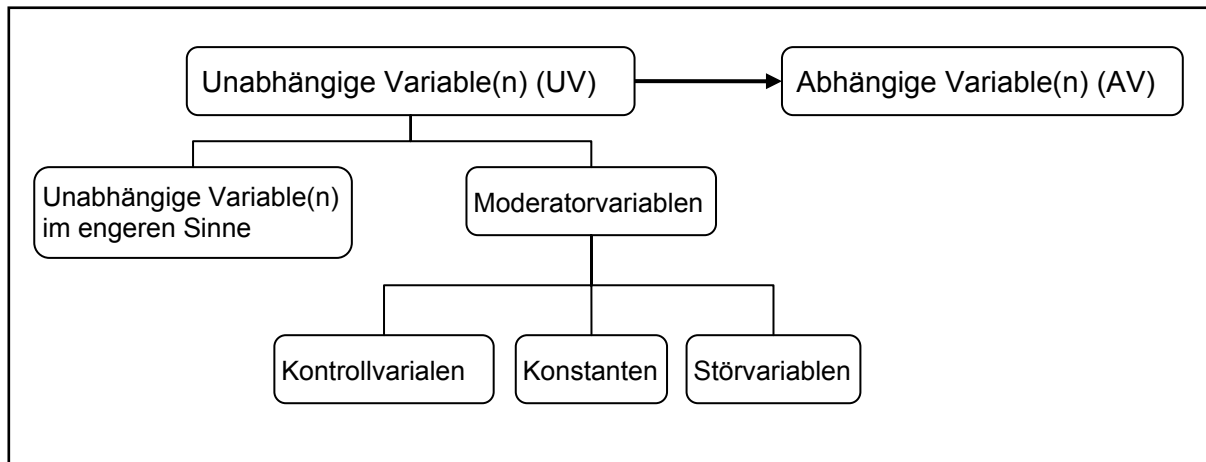 Unabhängige Variable(n) (UV)
Abhängige Variable(n) (AV)
Unabhängige Variable(n)
im engeren Sinne
Moderatorvariablen
Kontrollvarialen
Konstanten
Störvariablen